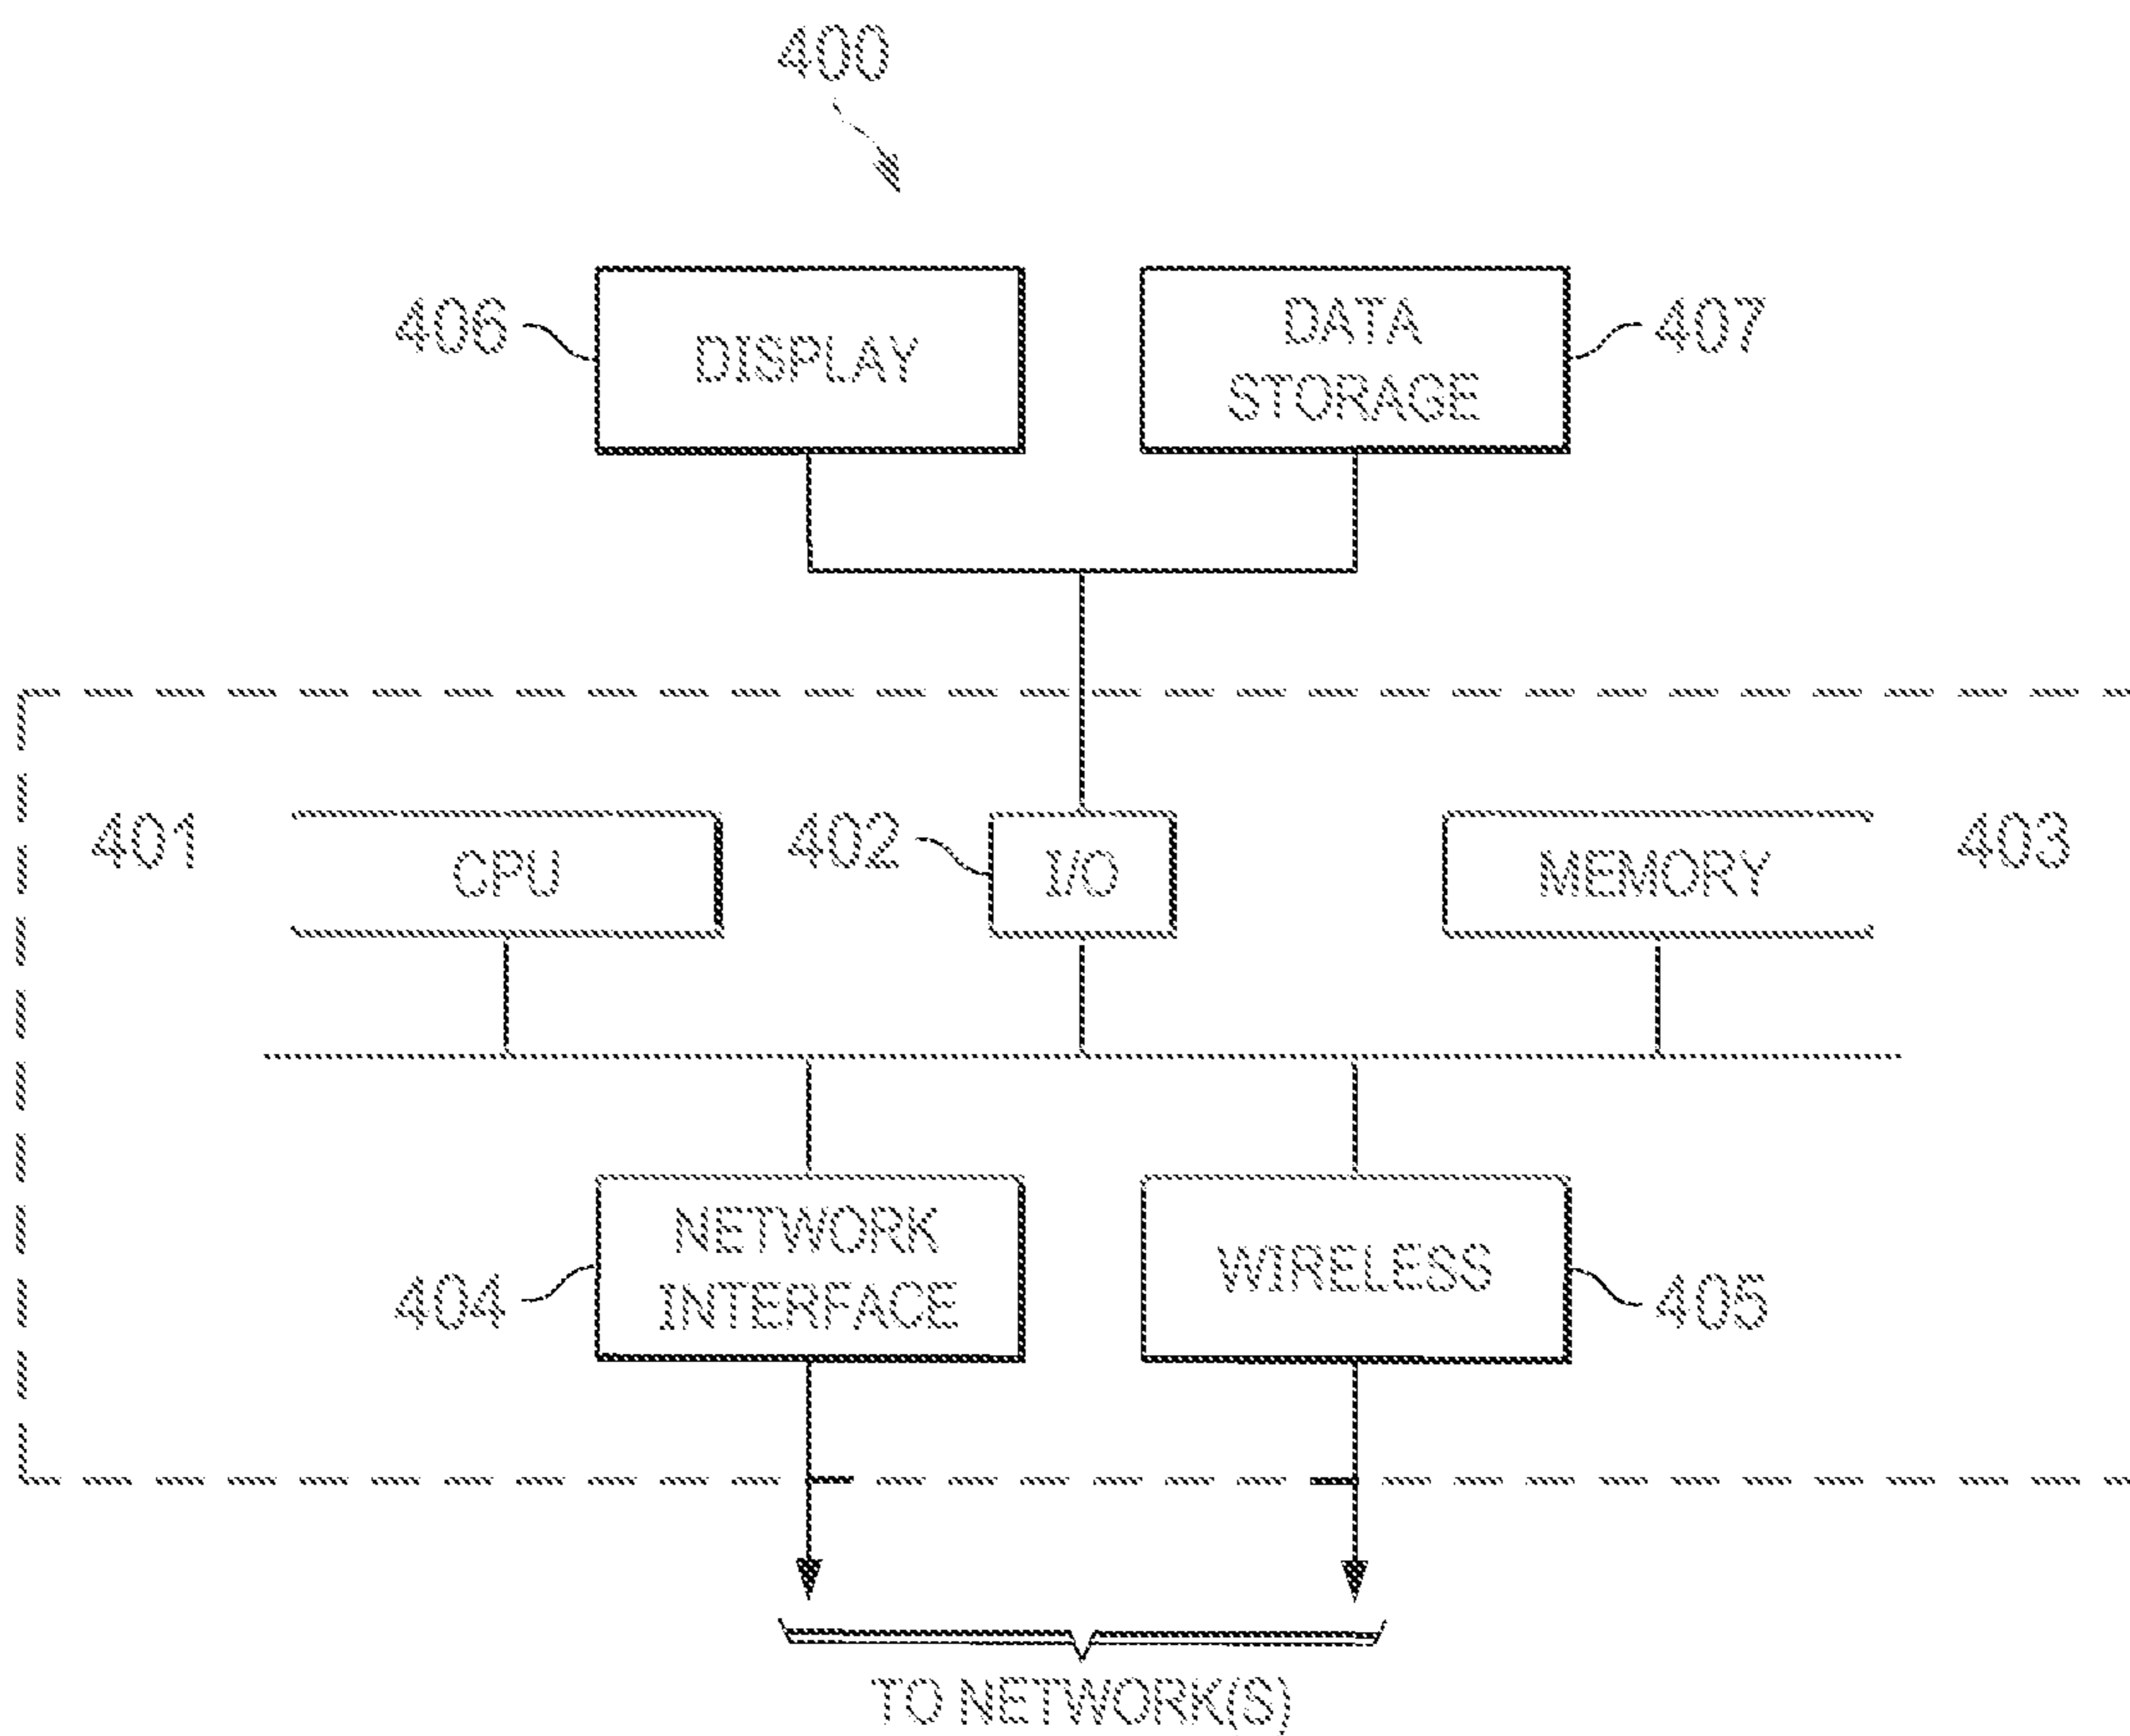 400
406
DISPLAY
DATA
STORAGE
407
401
CPU
402
I/O
MEMORY
403
NETWORK
INTERFACE
404
WIRELESS
405
TO NETWORK(S)